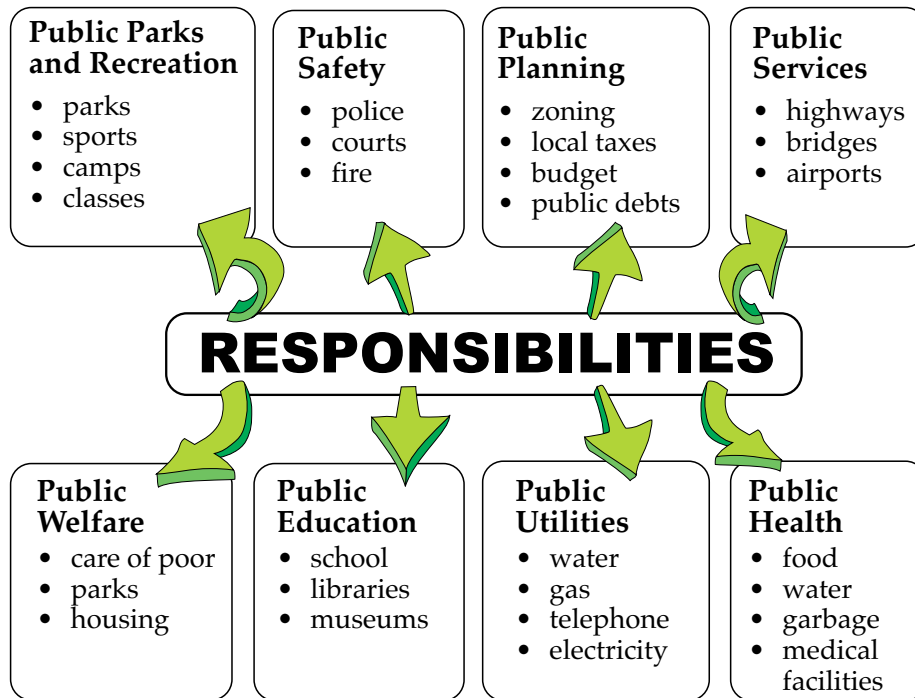 Public Parks
and Recreation
• parks
• sports
• camps
• classes
Public
Safety
• police
• courts
• fire
Public
Planning
• zoning
• local taxes
• budget
• public debts
Public
Services
• highways
• bridges
• airports
RESPONSIBILITIES
Public
Welfare
• care of poor
• parks
• housing
Public
Education
• school
• libraries
• museums
Public
Utilities
• water
• gas
• telephone
• electricity
Public
Health
• food
• water
• garbage
• medical
facilities